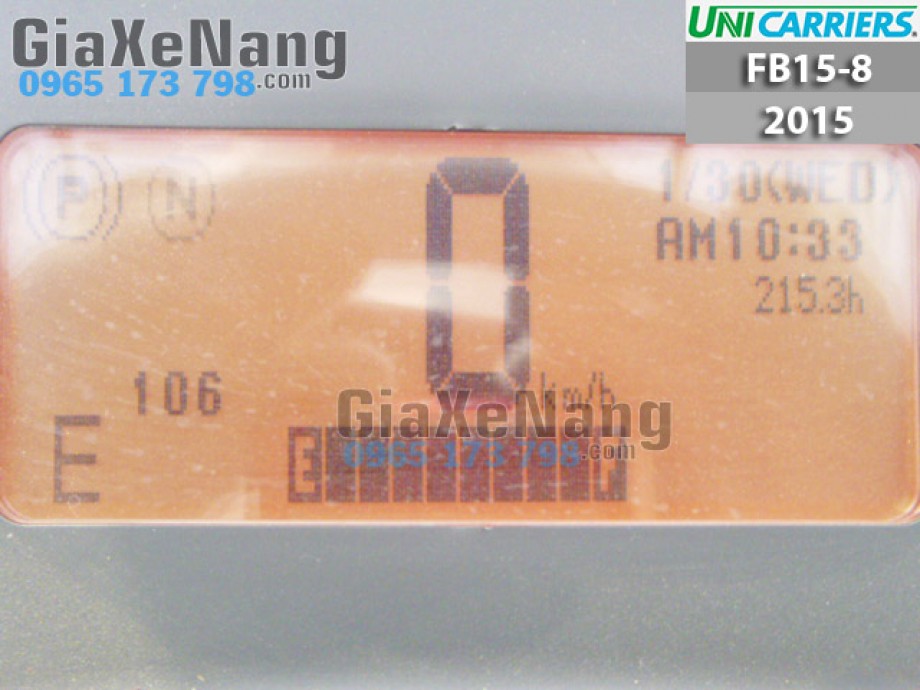 GiaXeNang
.com
0965 173 798
UNICARRIERS®
FB15-8
2015
P N
0
km/h
1/30(WED)
AM10:33
215.3h
106
E
E F
GiaXeNang
.com
0965 173 798